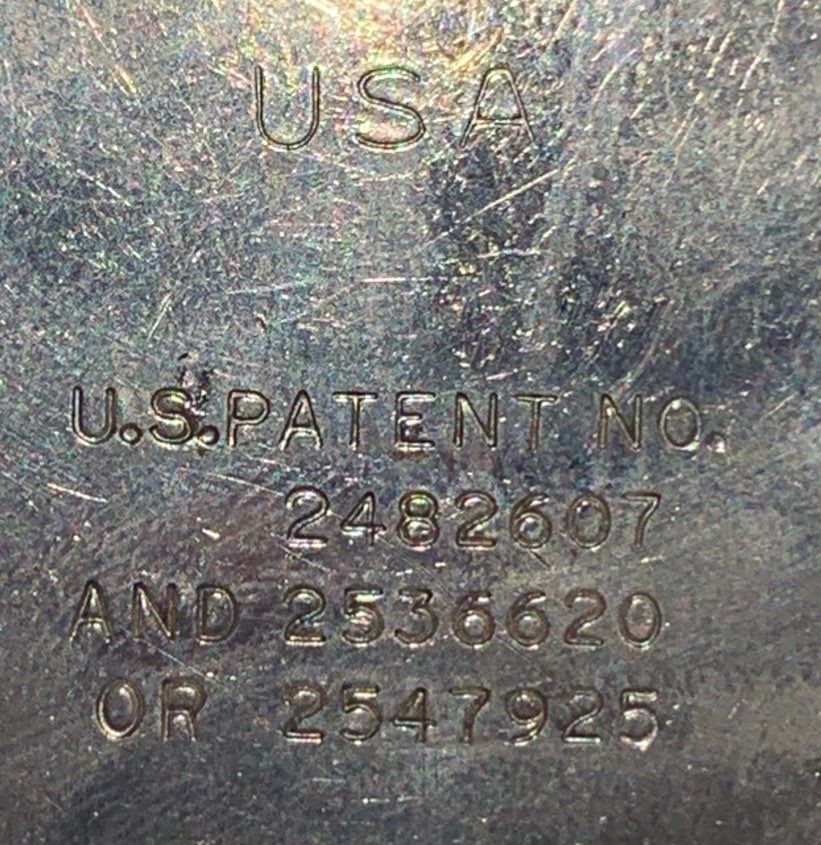 USA
U.S.PATENT NO.
2482607
AND 2536620
OR 2547925